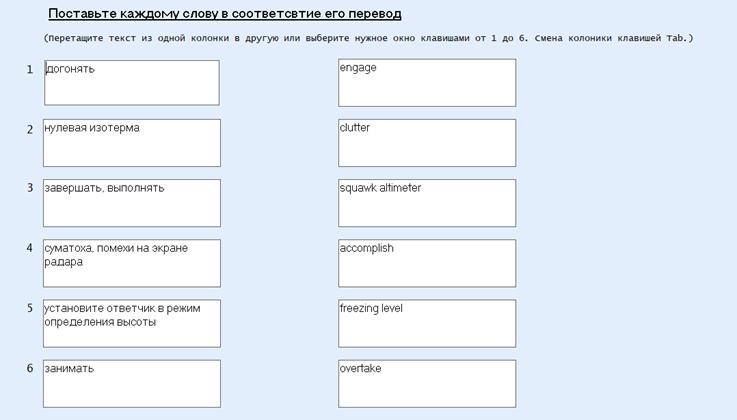 Поставьте каждому слову в соответсвтие его перевод
(Перетащите текст из одной колонки в другую или выберите нужное окно клавишами от 1 до 6. Смена колоники клавишей Tab.)
1 догонять engage
2 нулевая изотерма clutter
3 завершать, выполнять squawk altimeter
4 суматоха, помехи на экране accomplish
радара
5 установите ответчик в режим freezing level
определения высоты
6 занимать overtake